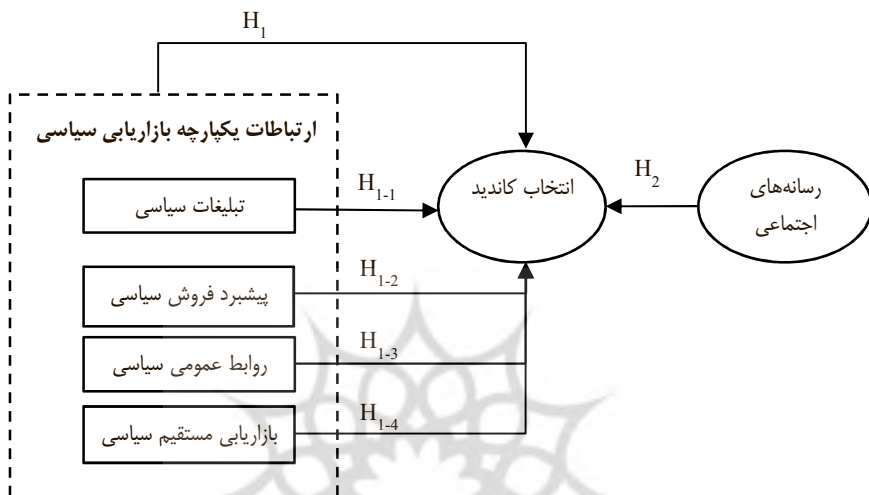 H1
ارتباطات یکپارچه بازاریابی سیاسی
تبلیغات سیاسی
H1-1
انتخاب کاندید
H2
رسانه‌های
اجتماعی
پیشبرد فروش سیاسی
H1-2
روابط عمومی سیاسی
H1-3
بازاریابی مستقیم سیاسی
H1-4